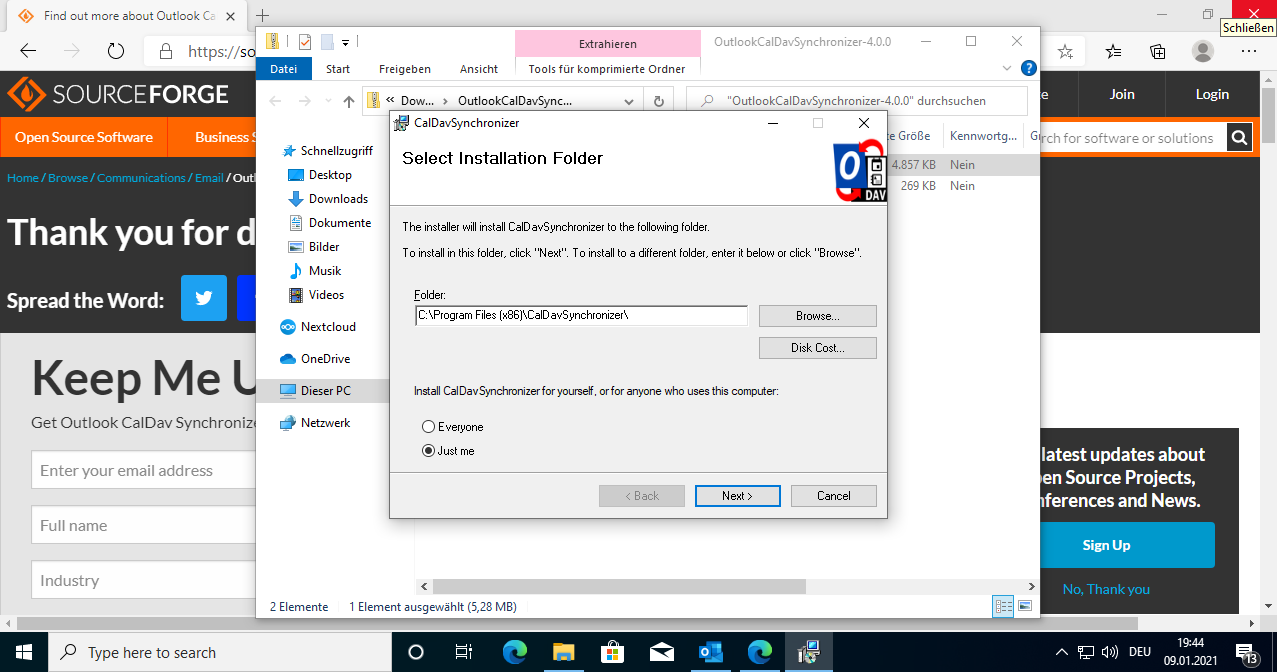 Find out more about Outlook Ca
Schließen
https://so
SOURCEFORGE
Join
Login
Open Source Software
Business S
rch for software or solutions
Home / Browse / Communications / Email / Outl
Thank you for d
Spread the Word:
Keep Me U
Get Outlook CalDav Synchronize
Enter your email address
Full name
Industry
latest updates about
en Source Projects,
nferences and News.
Sign Up
No, Thank you
Extrahieren
OutlookCalDavSynchronizer-4.0.0
Datei
Start
Freigeben
Ansicht
Tools für komprimierte Ordner
« Dow... › OutlookCalDavSync...
"OutlookCalDavSynchronizer-4.0.0" durchsuchen
Größe
Kennwortg...
4.857 KB
Nein
269 KB
Nein
Schnellzugriff
Desktop
Downloads
Dokumente
Bilder
Musik
Videos
Nextcloud
OneDrive
Dieser PC
Netzwerk
2 Elemente
1 Element ausgewählt (5,28 MB)
CalDavSynchronizer
Select Installation Folder
DAV
The installer will install CalDavSynchronizer to the following folder.
To install in this folder, click "Next". To install to a different folder, enter it below or click "Browse".
Folder:
C:\Program Files (x86)\CalDavSynchronizer\
Browse...
Disk Cost...
Install CalDavSynchronizer for yourself, or for anyone who uses this computer:
Everyone
Just me
< Back
Next >
Cancel
Type here to search
DEU
19:44
09.01.2021
13